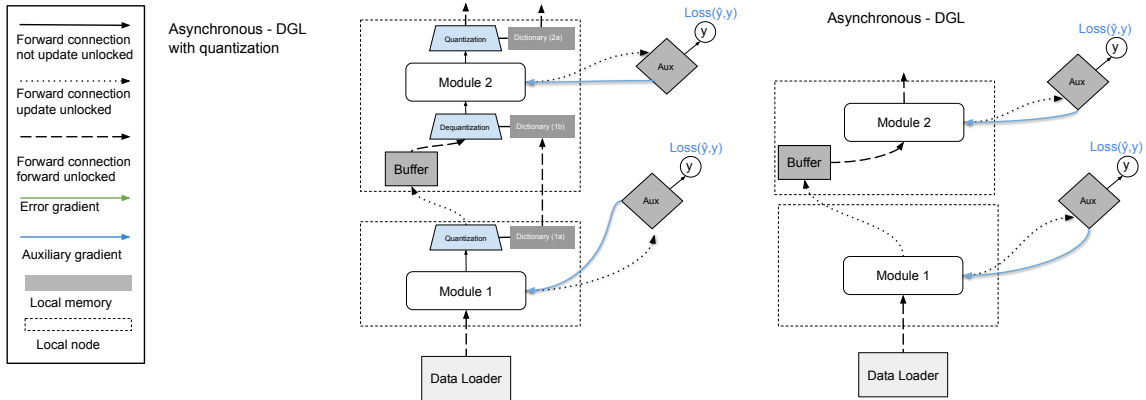 Forward connection
not update unlocked
Forward connection
update unlocked
Forward connection
forward unlocked
Error gradient
Auxiliary gradient
Local memory
Local node
Asynchronous - DGL
with quantization
Loss(ŷ,y)
y
Quantization
Dictionary (2a)
Aux
Module 2
Dequantization
Dictionary (1b)
Buffer
Loss(ŷ,y)
y
Aux
Quantization
Dictionary (1a)
Module 1
Data Loader
Asynchronous - DGL
Loss(ŷ,y)
y
Aux
Module 2
Buffer
Loss(ŷ,y)
y
Aux
Module 1
Data Loader